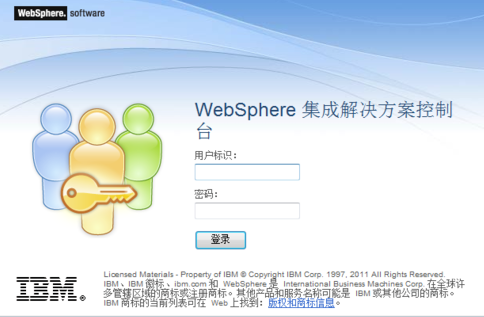 WebSphere. software
WebSphere 集成解决方案控制
台
用户标识:
密码:
登录
Licensed Materials - Property of IBM © Copyright IBM Corp. 1997, 2011 All Rights Reserved.
IBM、IBM 徽标、ibm.com 和 WebSphere 是 International Business Machines Corp. 在全球许
多管辖区域的商标或注册商标。其他产品和服务名称可能是 IBM 或其他公司的商标。
IBM 商标的当前列表可在 Web 上找到：版权和商标信息。
IBM®